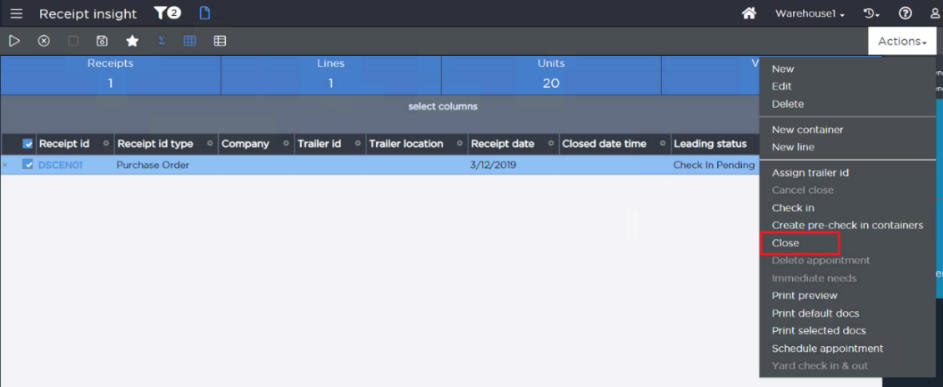 Receipt insight 2 Warehouse1
Actions
Receipts Lines Units V
1 1 20
select columns
Receipt id Receipt id type Company Trailer id Trailer location Receipt date Closed date time Leading status
DSCEN01 Purchase Order 3/12/2019 Check In Pending
New
Edit
Delete
New container
New line
Assign trailer id
Cancel close
Check in
Create pre-check in containers
Close
Delete appointment
Immediate needs
Print preview
Print default docs
Print selected docs
Schedule appointment
Yard check in & out